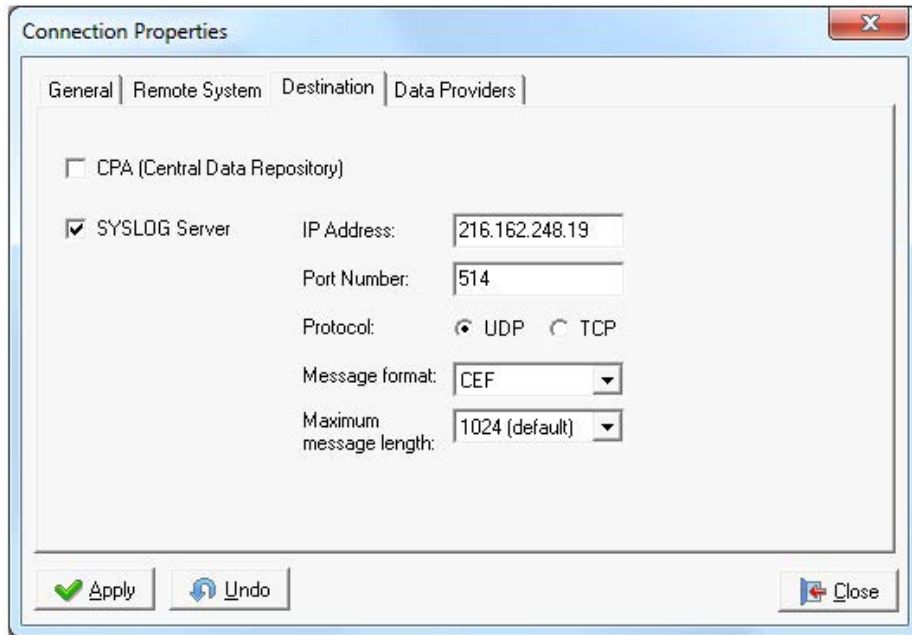 Connection Properties
General Remote System Destination Data Providers
CPA (Central Data Repository)
SYSLOG Server IP Address: 216.162.248.19
Port Number: 514
Protocol: UDP TCP
Message format: CEF
Maximum
message length: 1024 (default)
Apply Undo Close